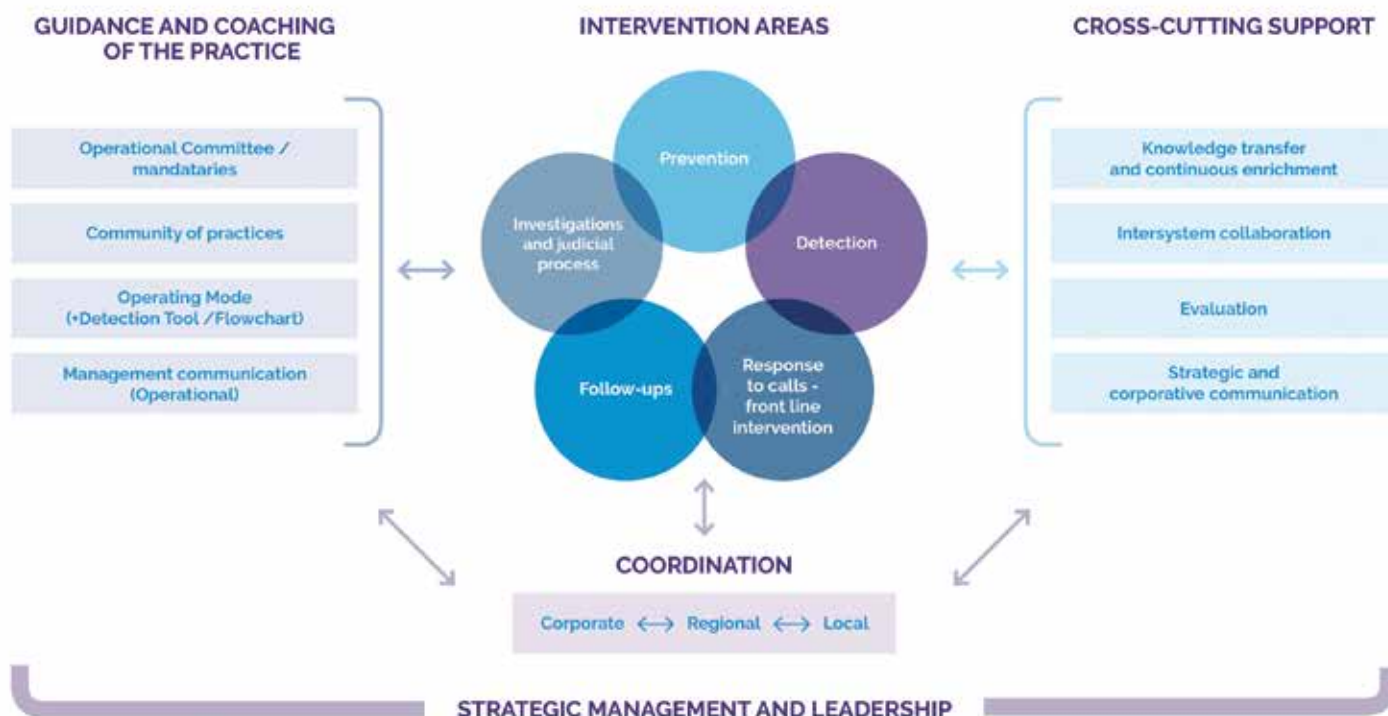 GUIDANCE AND COACHING
OF THE PRACTICE
Operational Committee /
mandataries
Community of practices
Operating Mode
(+Detection Tool /Flowchart)
Management communication
(Operational)
INTERVENTION AREAS
Prevention
Investigations
and judicial
process
Detection
Follow-ups
Response
to calls -
front line
intervention
CROSS-CUTTING SUPPORT
Knowledge transfer
and continuous enrichment
Intersystem collaboration
Evaluation
Strategic and
corporative communication
COORDINATION
Corporate ⟷ Regional ⟷ Local
STRATEGIC MANAGEMENT AND LEADERSHIP